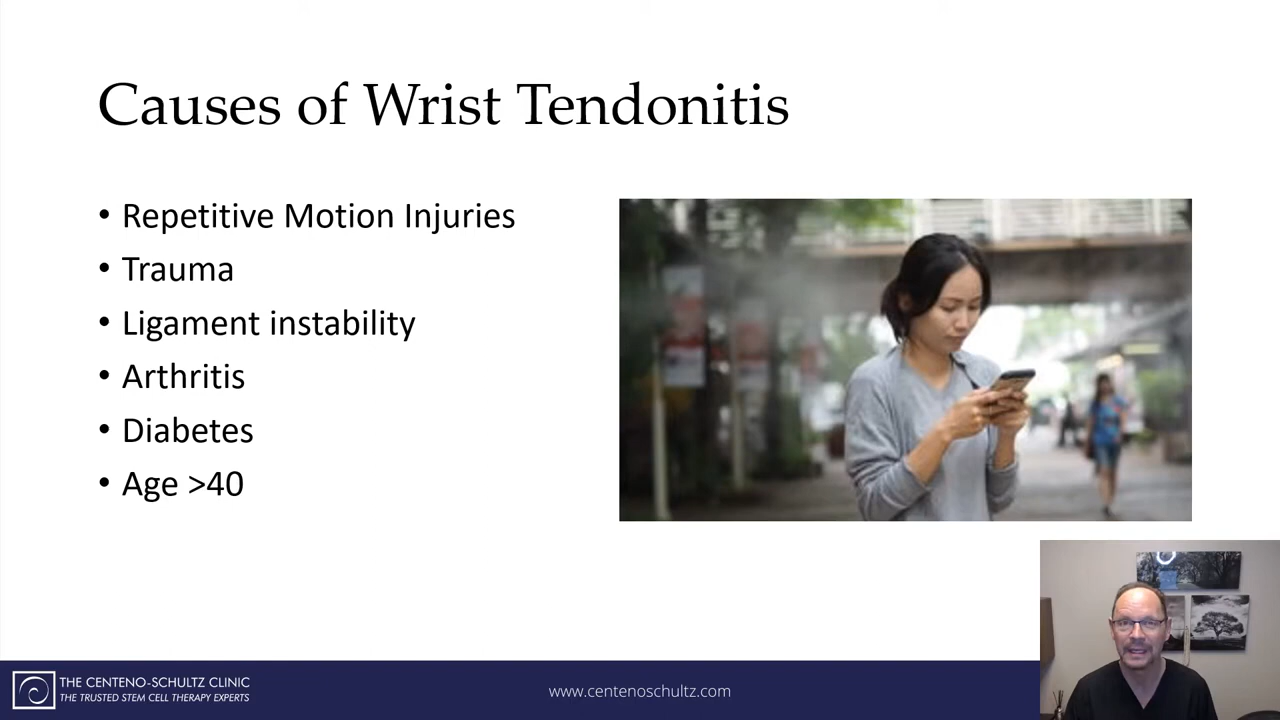 Causes of Wrist Tendonitis
• Repetitive Motion Injuries
• Trauma
• Ligament instability
• Arthritis
• Diabetes
• Age >40
THE CENTENO-SCHULTZ CLINIC
THE TRUSTED STEM CELL THERAPY EXPERTS
www.centenoschultz.com